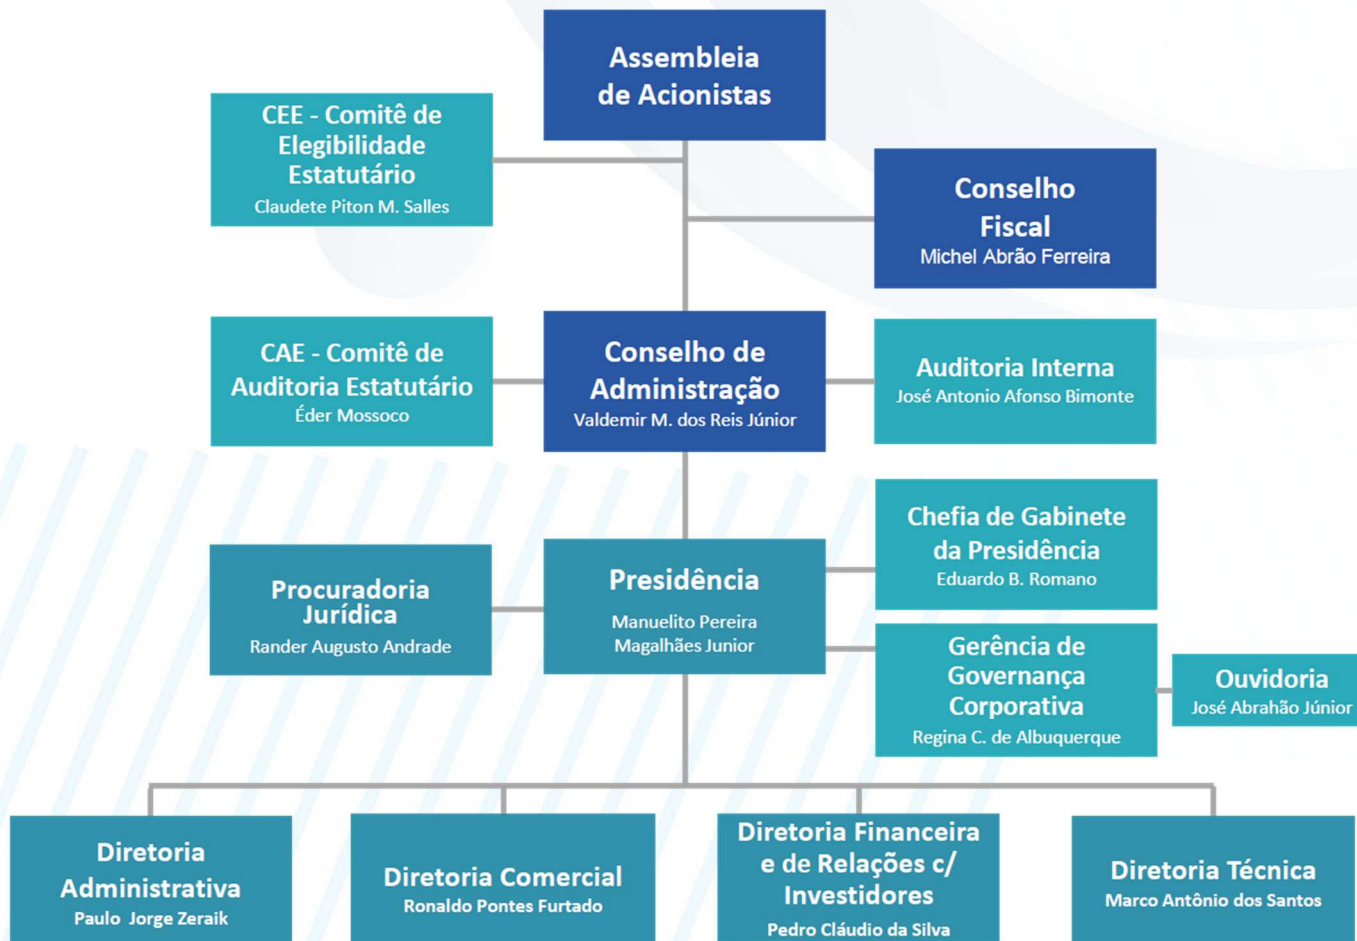 Assembleia
de Acionistas
CEE - Comitê de
Elegibilidade
Estatutário
Claudete Piton M. Salles
Conselho
Fiscal
Michel Abrão Ferreira
CAE - Comitê de
Auditoria Estatutário
Éder Mossoco
Conselho de
Administração
Valdemir M. dos Reis Júnior
Auditoria Interna
José Antonio Afonso Bimonte
Chefia de Gabinete
da Presidência
Eduardo B. Romano
Procuradoria
Jurídica
Rander Augusto Andrade
Presidência
Manuelito Pereira
Magalhães Junior
Gerência de
Governança
Corporativa
Regina C. de Albuquerque
Ouvidoria
José Abrahão Júnior
Diretoria
Administrativa
Paulo  Jorge Zeraik
Diretoria Comercial
Ronaldo Pontes Furtado
Diretoria Financeira
e de Relações c/
Investidores
Pedro Cláudio da Silva
Diretoria Técnica
Marco Antônio dos Santos